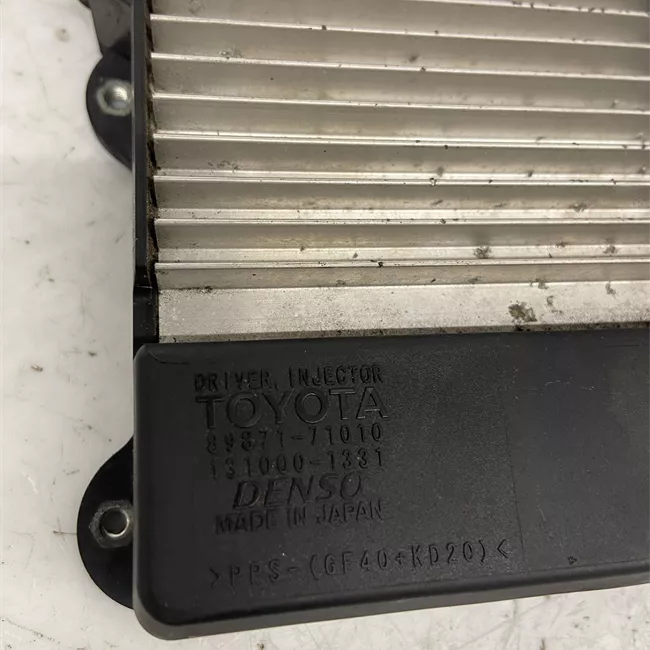 DRIVER, INJECTOR
TOYOTA
89871-71010
131000-1331
DENSO
MADE IN JAPAN
>PPS-(GF40+KD20)<